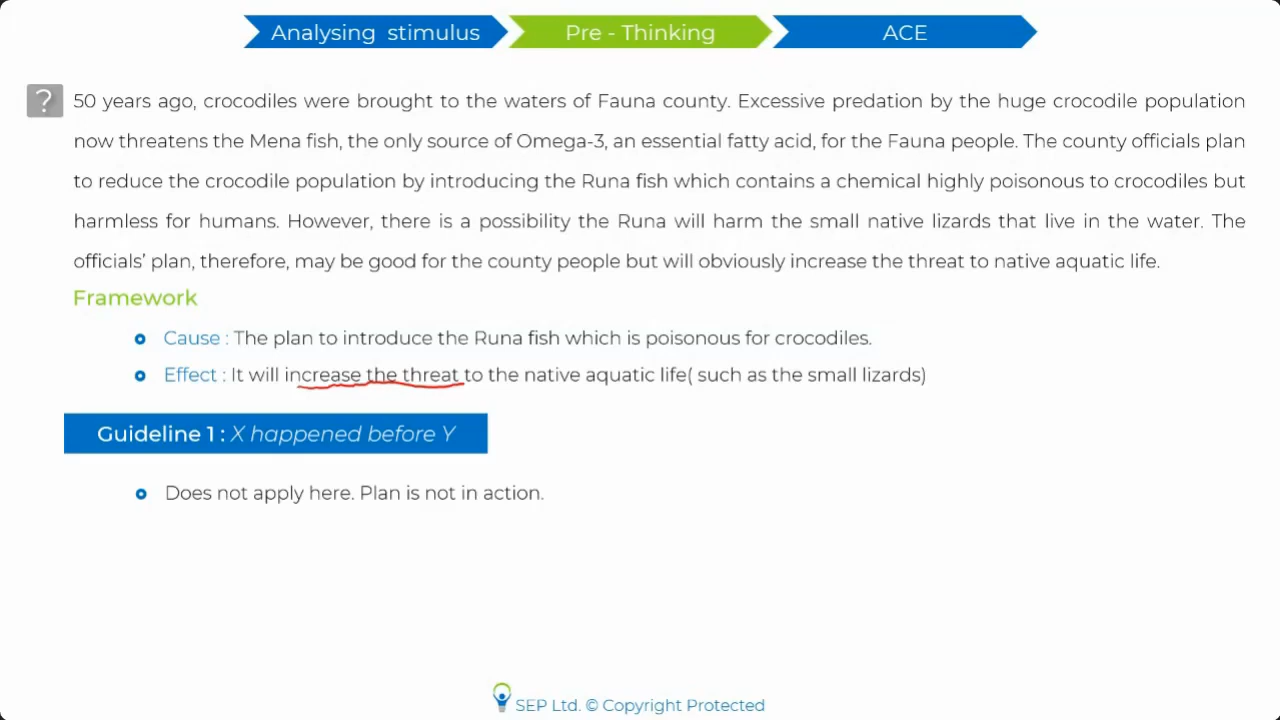 Analysing stimulus
Pre - Thinking
ACE
?
50 years ago, crocodiles were brought to the waters of Fauna county. Excessive predation by the huge crocodile population
now threatens the Mena fish, the only source of Omega-3, an essential fatty acid, for the Fauna people. The county officials plan
to reduce the crocodile population by introducing the Runa fish which contains a chemical highly poisonous to crocodiles but
harmless for humans. However, there is a possibility the Runa will harm the small native lizards that live in the water. The
officials' plan, therefore, may be good for the county people but will obviously increase the threat to native aquatic life.
Framework
Cause : The plan to introduce the Runa fish which is poisonous for crocodiles.
Effect : It will increase the threat to the native aquatic life( such as the small lizards)
Guideline 1 : X happened before Y
Does not apply here. Plan is not in action.
SEP Ltd. © Copyright Protected